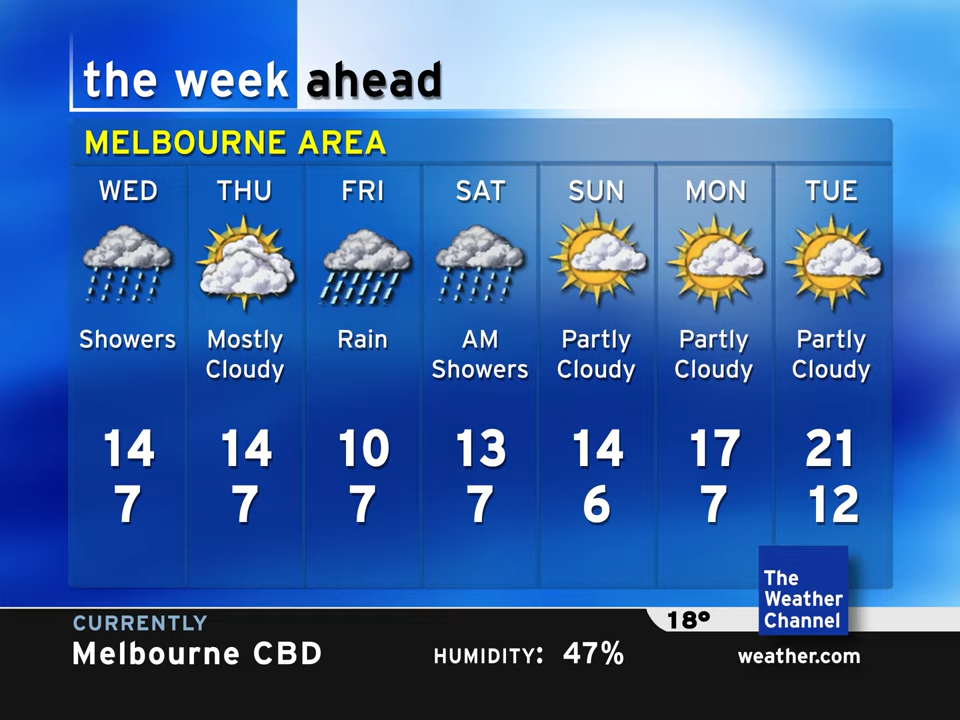 the week ahead
MELBOURNE AREA
WED THU FRI SAT SUN MON TUE
Showers Mostly Cloudy Rain AM Showers Partly Cloudy Partly Cloudy Partly Cloudy
14 14 10 13 14 17 21
7 7 7 7 6 7 12
The
Weather
Channel
CURRENTLY
18°
Melbourne CBD
HUMIDITY: 47%
weather.com